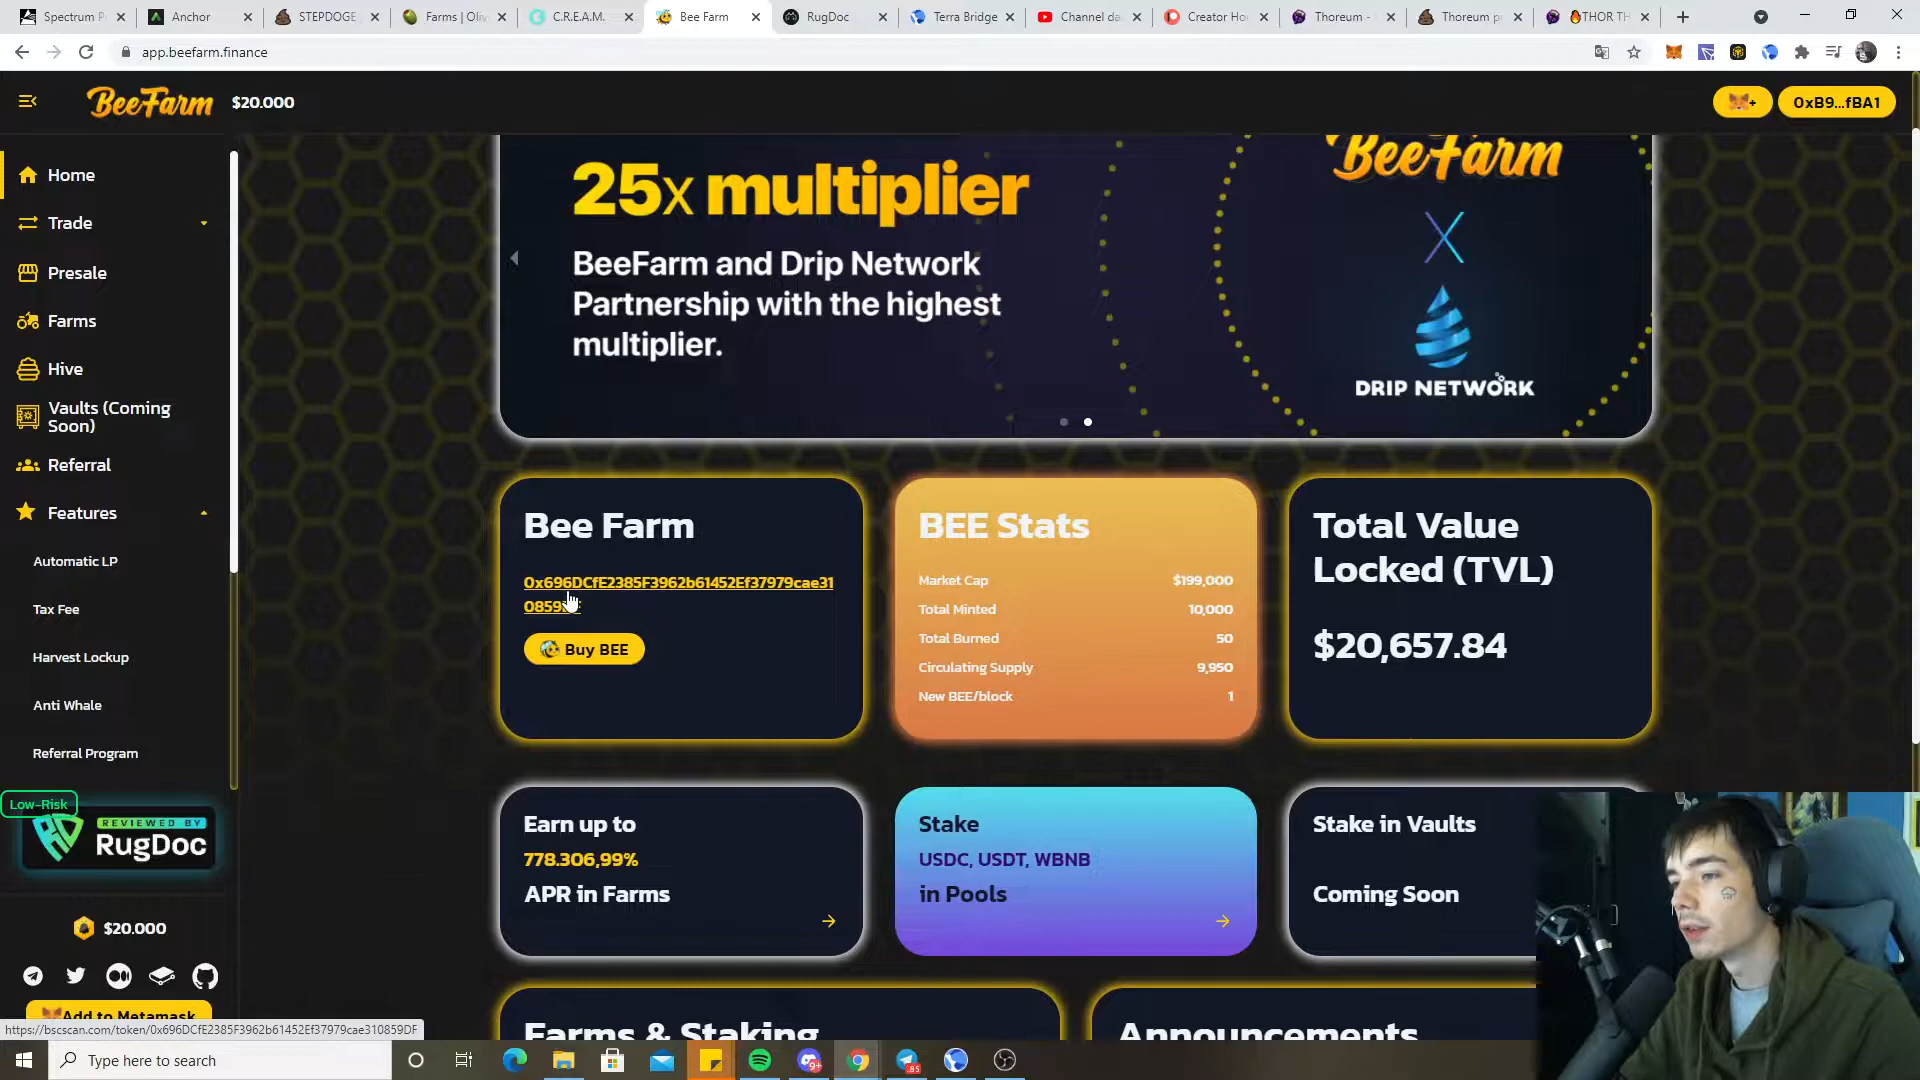 Spectrum P
Anchor
STEPDOGE
Farms | Oliv
C.R.E.A.M.
Bee Farm
RugDoc
Terra Bridge
Channel da
Creator Ho
Thoreum -
Thoreum p
THOR TH
app.beefarm.finance
BeeFarm
$20.000
0xB9...fBA1
Home
Trade
Presale
Farms
Hive
Vaults (Coming
Soon)
Referral
Features
Automatic LP
Tax Fee
Harvest Lockup
Anti Whale
Referral Program
Low-Risk
REVIEWED BY
RugDoc
$20.000
Add to Metamask
25x multiplier
BeeFarm and Drip Network
Partnership with the highest
multiplier.
BeeFarm
X
DRIP NETWORK
Bee Farm
0x696DCfE2385F3962b61452Ef37979cae31
0859
Buy BEE
BEE Stats
Market Cap $199,000
Total Minted 10,000
Total Burned 50
Circulating Supply 9,950
New BEE/block 1
Total Value
Locked (TVL)
$20,657.84
Earn up to
778.306,99%
APR in Farms
Stake
USDC, USDT, WBNB
in Pools
Stake in Vaults
Coming Soon
Farms & Staking
Announcements
https://bscscan.com/token/0x696DCfE2385F3962b61452Ef37979cae310859DF
Type here to search
9+
85